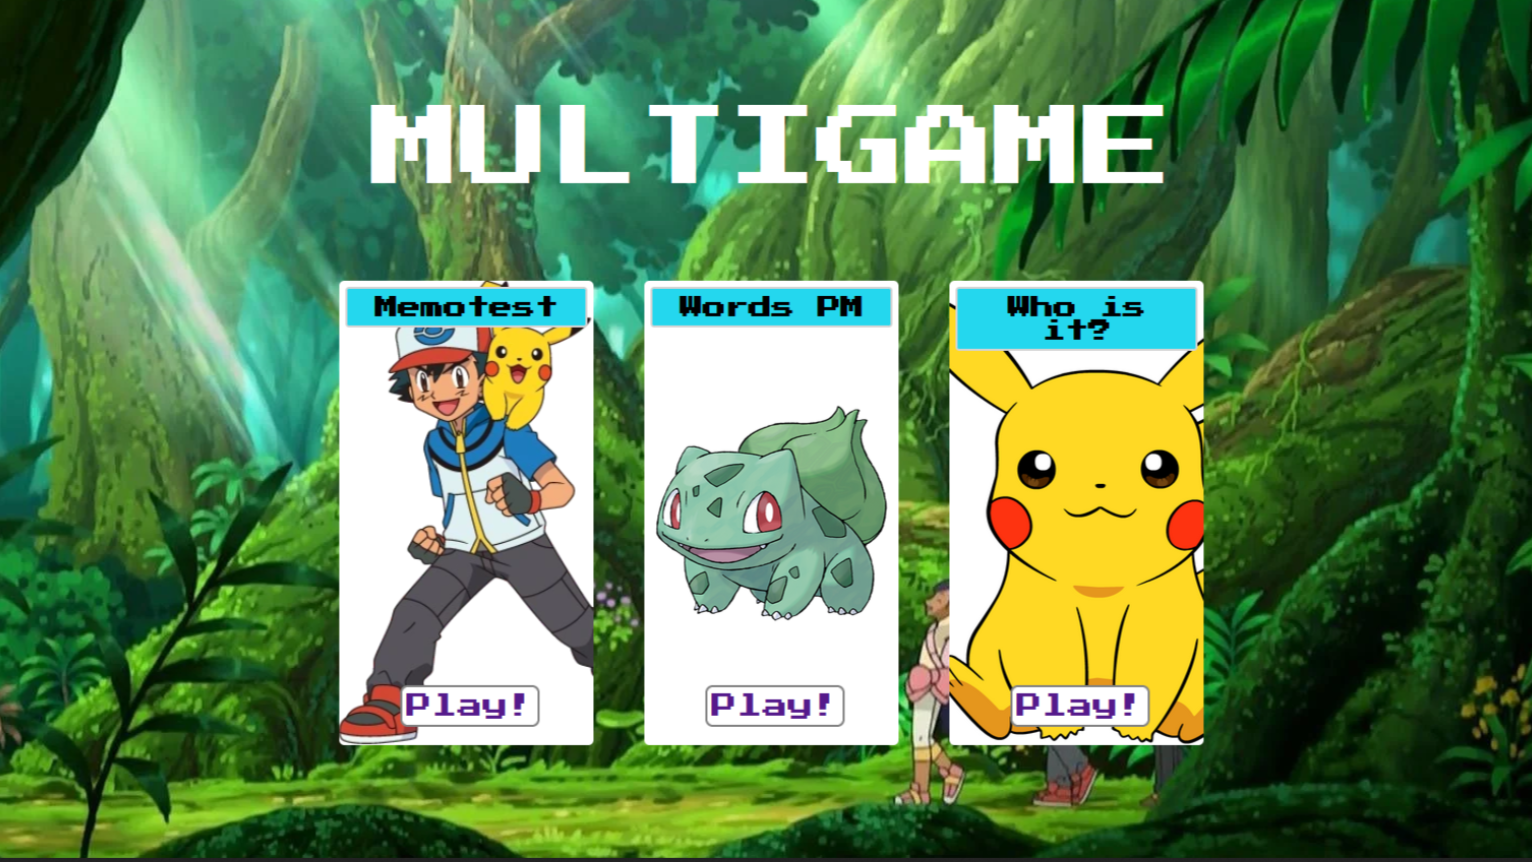 MULTIGAME
Memotest
Words PM
Who is
it?
Play!
Play!
Play!